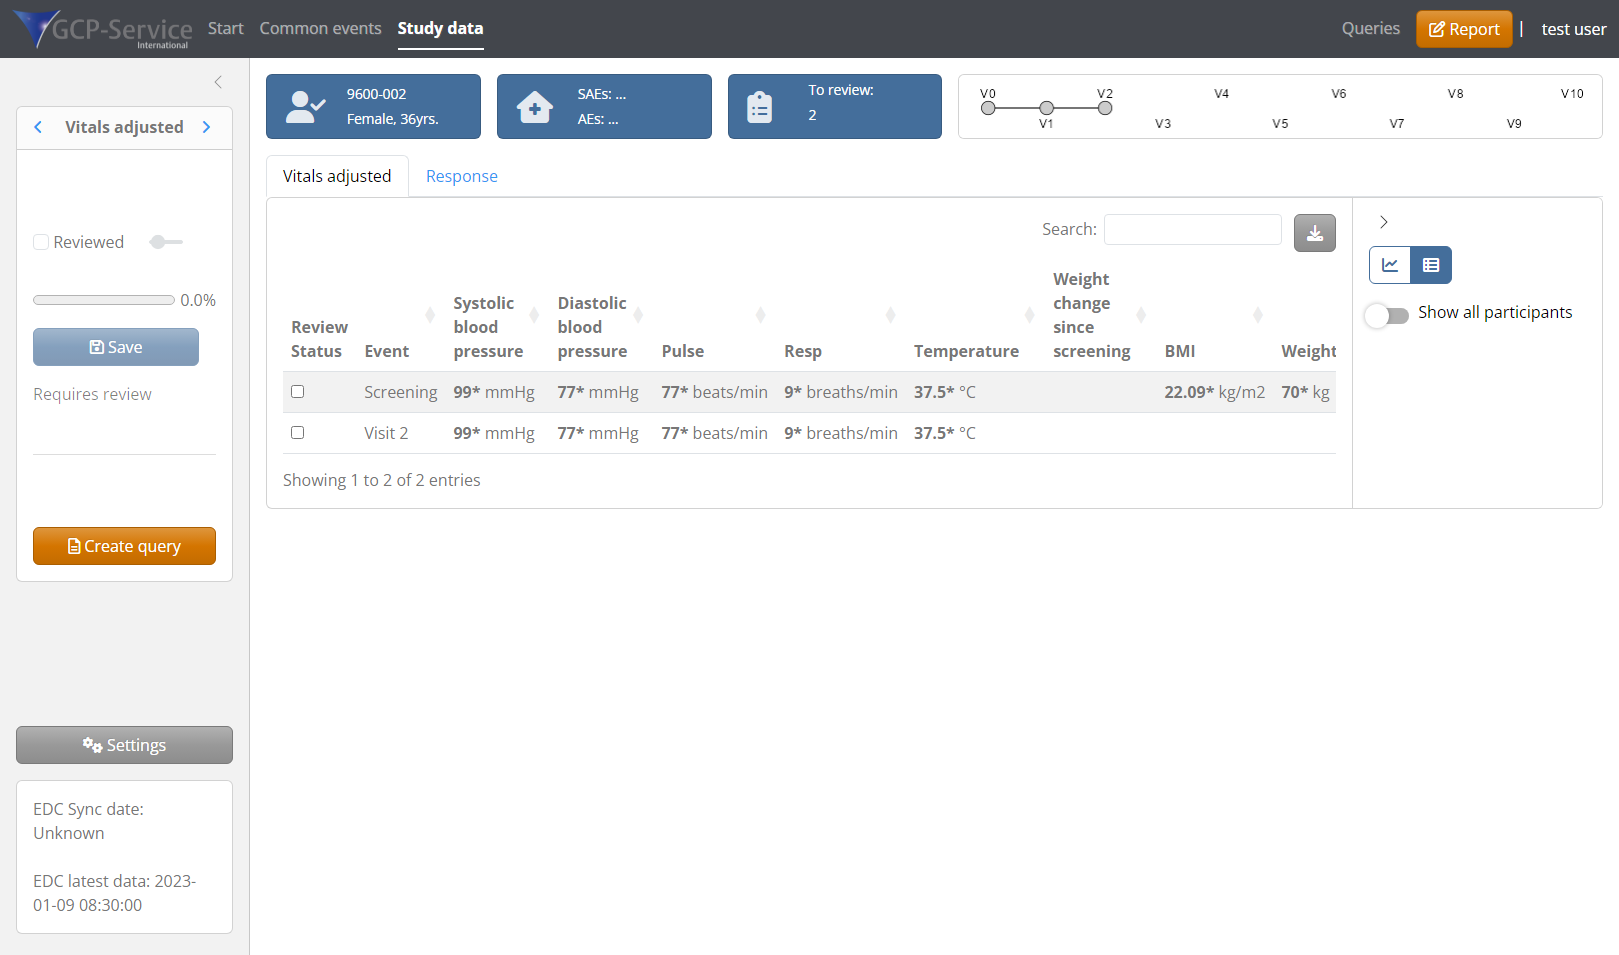 GCP-Service
International
Start
Common events
Study data
Queries
Report
|
test user
Vitals adjusted
Reviewed
0.0%
Save
Requires review
Create query
Settings
EDC Sync date:
Unknown
EDC latest data: 2023-
01-09 08:30:00
9600-002
Female, 36yrs.
SAEs: ...
AEs: ...
To review:
2
V0 V2 V4 V6 V8 V10
V1 V3 V5 V7 V9
Vitals adjusted
Response
Search:
Review
Status
Event
Systolic
blood
pressure
Diastolic
blood
pressure
Pulse
Resp
Temperature
Weight
change
since
screening
BMI
Weight
Screening 99* mmHg 77* mmHg 77* beats/min 9* breaths/min 37.5* °C 22.09* kg/m2 70* kg
Visit 2 99* mmHg 77* mmHg 77* beats/min 9* breaths/min 37.5* °C
Showing 1 to 2 of 2 entries
Show all participants